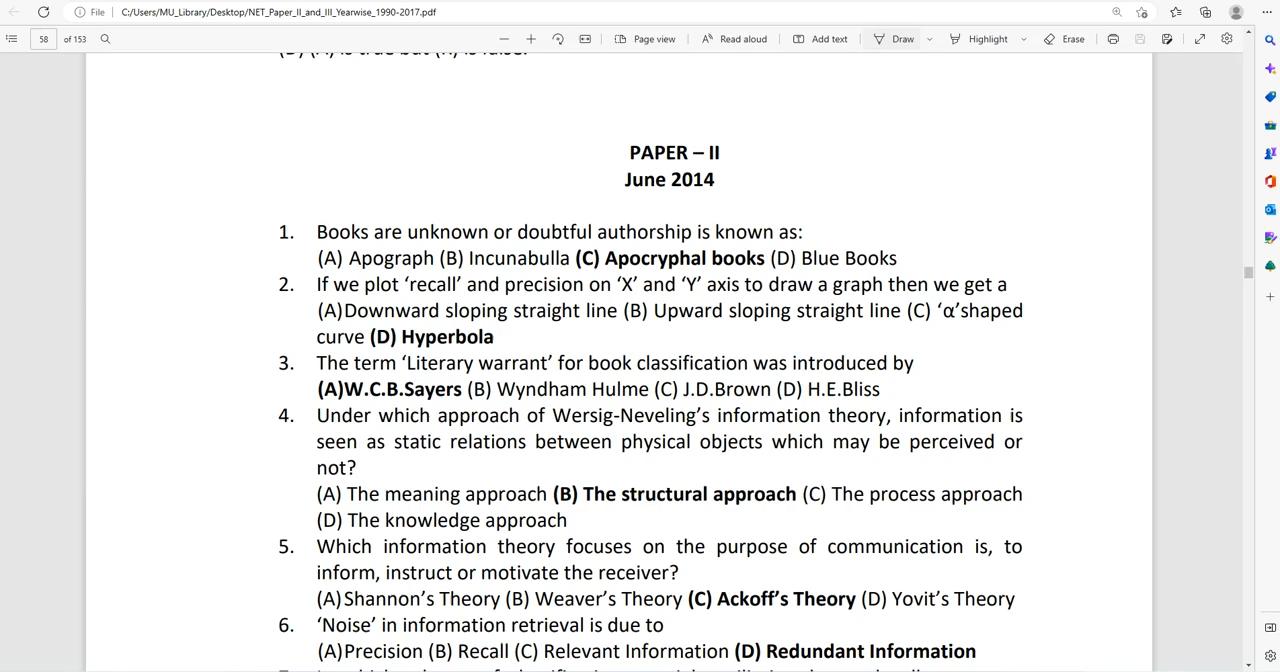 File C:/Users/MU_Library/Desktop/NET_Paper_II_and_III_Yearwise_1990-2017.pdf
58 of 153 Page view Read aloud Add text Draw Highlight Erase
PAPER – II
June 2014
1. Books are unknown or doubtful authorship is known as:
(A) Apograph (B) Incunabulla (C) Apocryphal books (D) Blue Books
2. If we plot ‘recall’ and precision on ‘X’ and ‘Y’ axis to draw a graph then we get a
(A)Downward sloping straight line (B) Upward sloping straight line (C) ‘α’shaped
curve (D) Hyperbola
3. The term ‘Literary warrant’ for book classification was introduced by
(A)W.C.B.Sayers (B) Wyndham Hulme (C) J.D.Brown (D) H.E.Bliss
4. Under which approach of Wersig-Neveling’s information theory, information is
seen as static relations between physical objects which may be perceived or
not?
(A) The meaning approach (B) The structural approach (C) The process approach
(D) The knowledge approach
5. Which information theory focuses on the purpose of communication is, to
inform, instruct or motivate the receiver?
(A)Shannon’s Theory (B) Weaver’s Theory (C) Ackoff’s Theory (D) Yovit’s Theory
6. ‘Noise’ in information retrieval is due to
(A)Precision (B) Recall (C) Relevant Information (D) Redundant Information